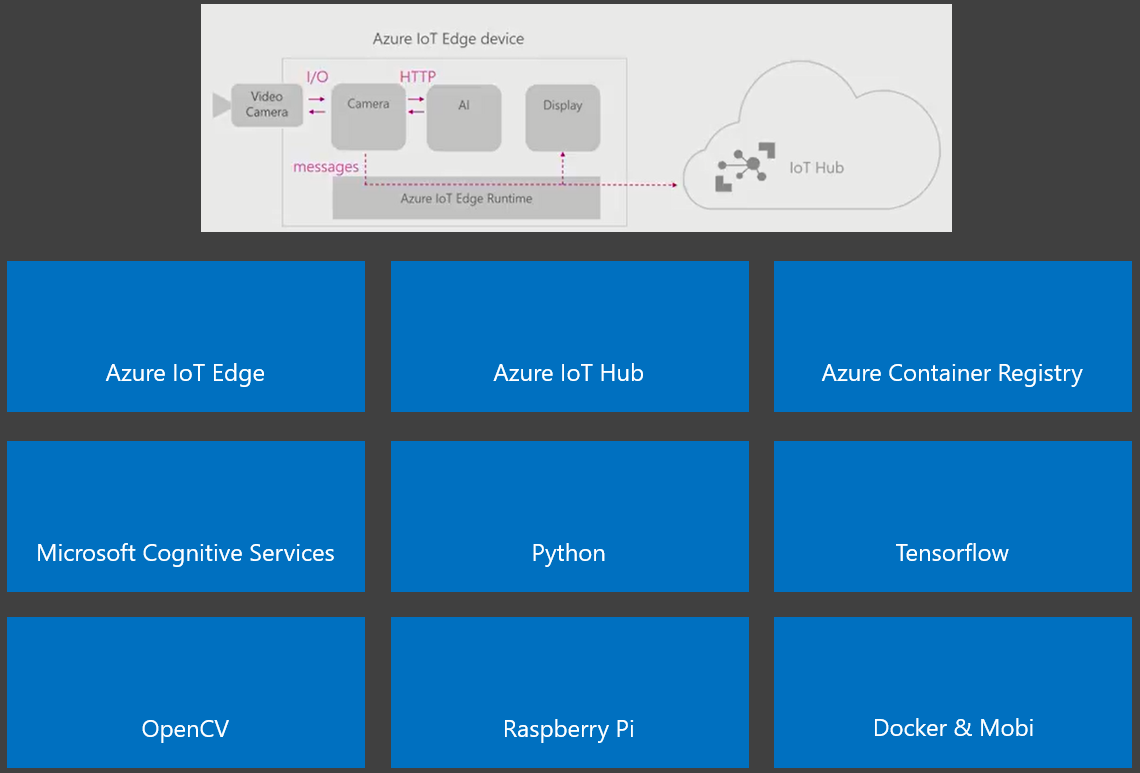 Azure IoT Edge device
I/O
HTTP
Video
Camera
Camera
AI
Display
messages
IoT Hub
Azure IoT Edge Runtime
Azure IoT Edge
Azure IoT Hub
Azure Container Registry
Microsoft Cognitive Services
Python
Tensorflow
OpenCV
Raspberry Pi
Docker & Mobi